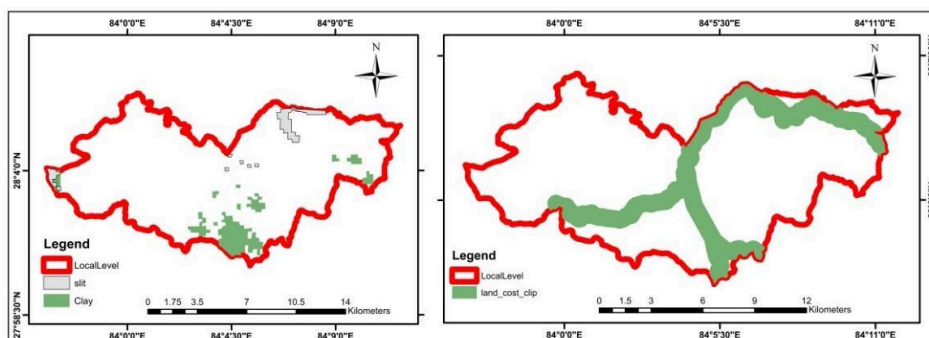 84°0'0"E 84°4'30"E 84°9'0"E
N
28°4'0"N
27°58'30"N
Legend
LocalLevel
slit
Clay
0 1.75 3.5 7 10.5 14
Kilometers
84°0'0"E 84°4'30"E 84°9'0"E
84°0'0"E 84°5'30"E 84°11'0"E
N
Legend
LocalLevel
land_cost_clip
0 1.5 3 6 9 12
Kilometers
84°0'0"E 84°5'30"E 84°11'0"E